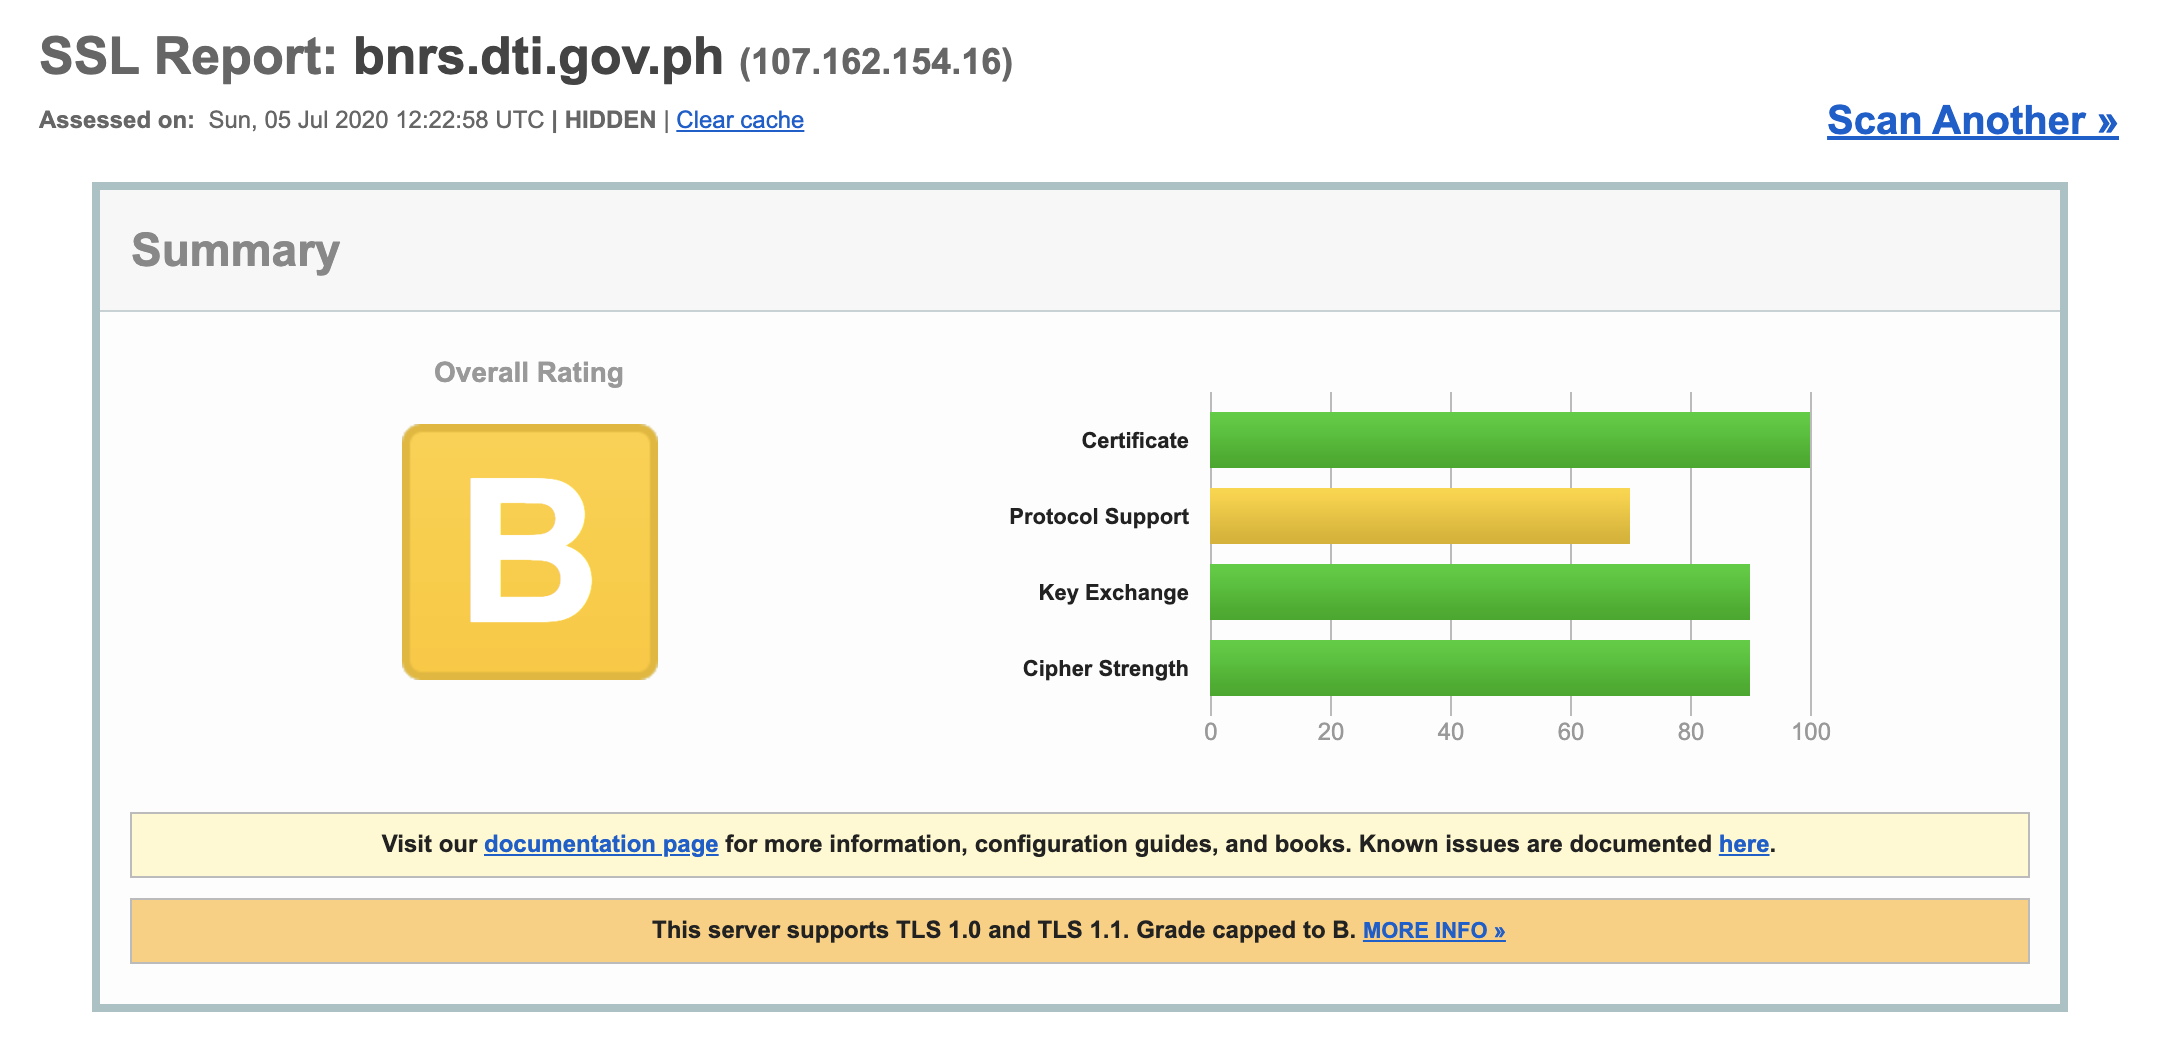 SSL Report: bnrs.dti.gov.ph (107.162.154.16)
Assessed on: Sun, 05 Jul 2020 12:22:58 UTC | HIDDEN | Clear cache
Scan Another »
Summary
Overall Rating
B
Certificate
Protocol Support
Key Exchange
Cipher Strength
0 20 40 60 80 100
Visit our documentation page for more information, configuration guides, and books. Known issues are documented here.
This server supports TLS 1.0 and TLS 1.1. Grade capped to B. MORE INFO »